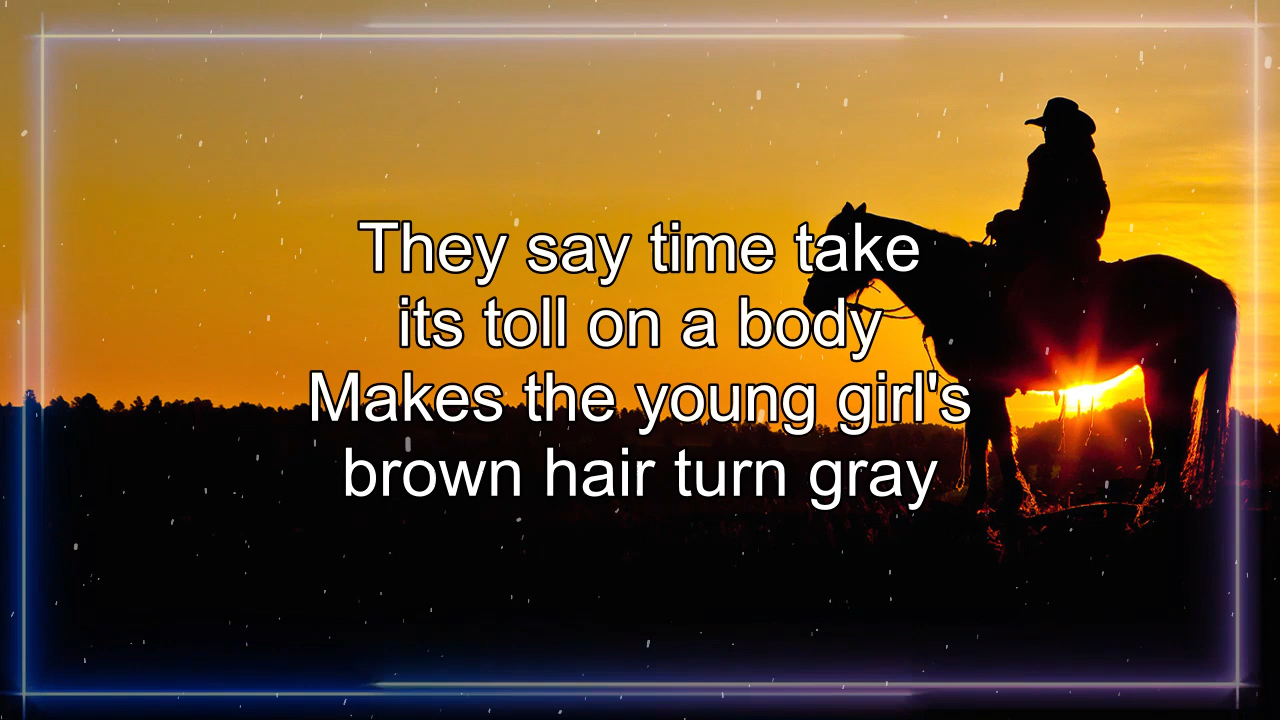 They say time take
its toll on a body
Makes the young girl's
brown hair turn gray